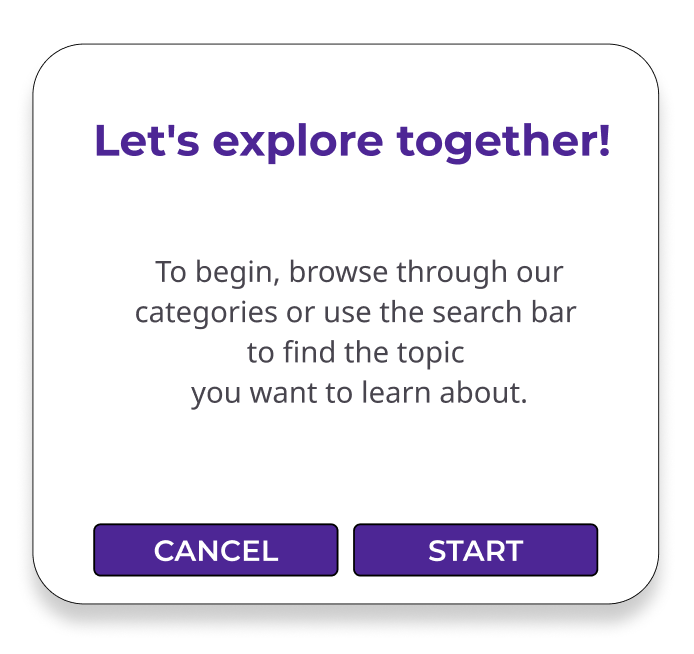 Let's explore together!
To begin, browse through our
categories or use the search bar
to find the topic
you want to learn about.
CANCEL
START